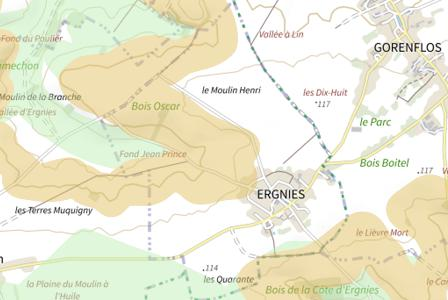 Vallée à Lin
GORENFLOS
Fond du Poulier
le Moulin Henri
les Dix-Huit
117
Moulin de la Branche
Vallée d'Ergnies
Bois Oscar
le Parc
Fond Jean Prince
Bois Boitel
117
ERGNIES
les Terres Muquigny
le Lièvre Mort
114
les Quarante
la Plaine du Moulin à
l'Huile
Bois de la Côte d'Ergnies